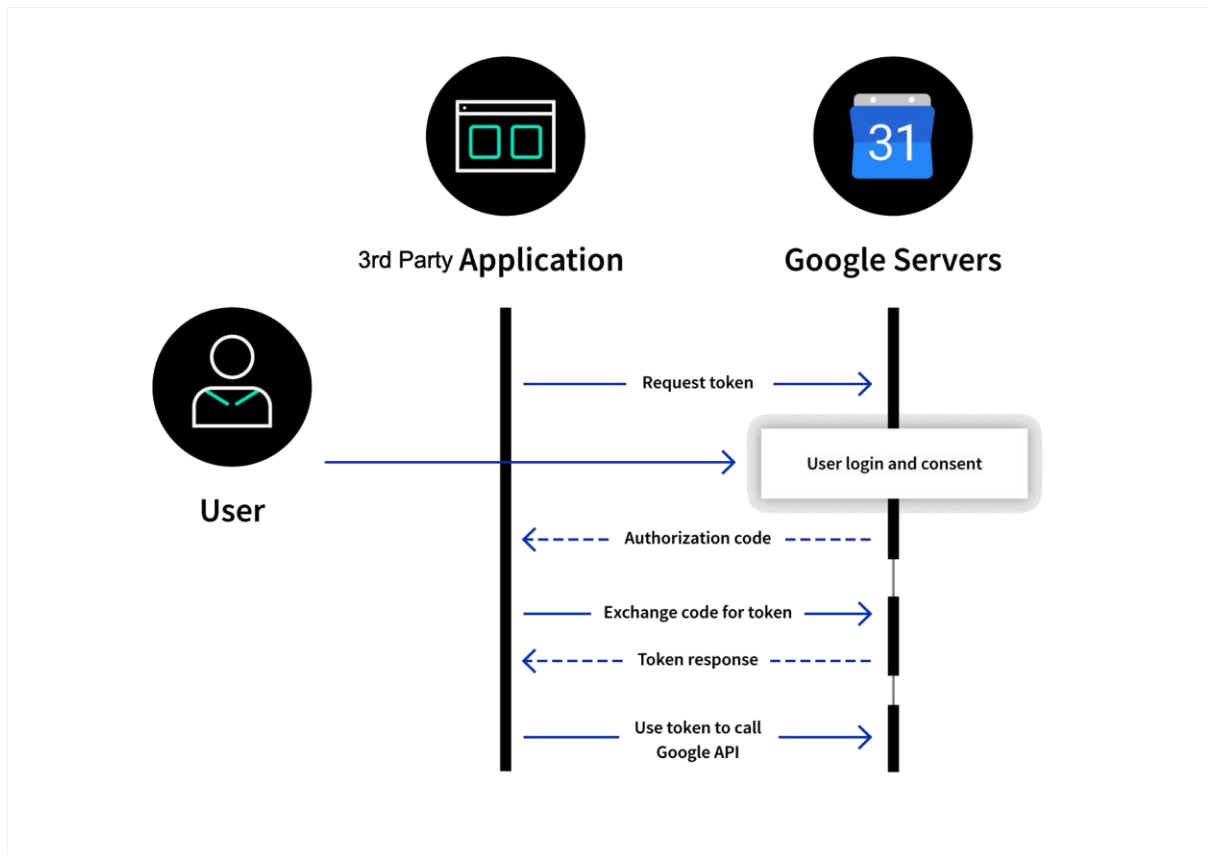 31
3rd Party Application
Google Servers
Request token
User login and consent
User
Authorization code
Exchange code for token
Token response
Use token to call
Google API